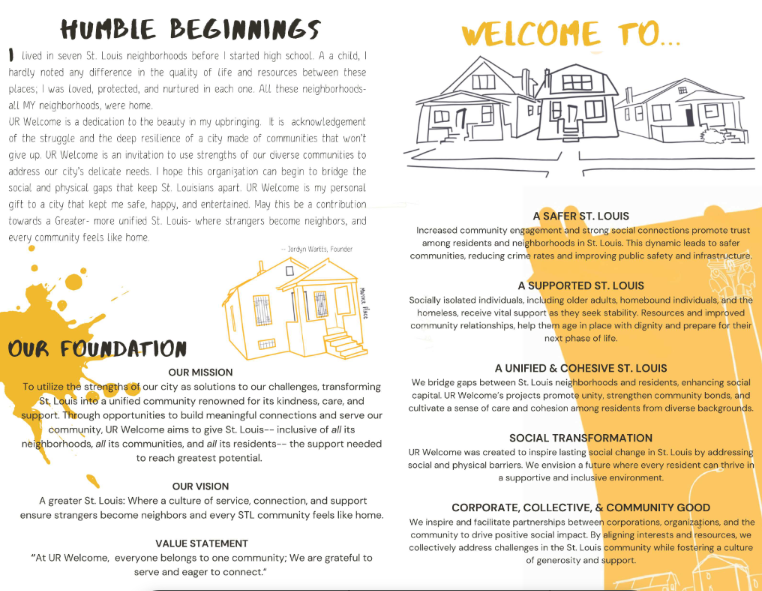 HUMBLE BEGINNINGS
I lived in seven St. Louis neighborhoods before I started high school. A a child, I
hardly noted any difference in the quality of life and resources between these
places; I was loved, protected, and nurtured in each one. All these neighborhoods-
all MY neighborhoods, were home.
UR Welcome is a dedication to the beauty in my upbringing. It is acknowledgement
of the struggle and the deep resilience of a city made of communities that won't
give up. UR Welcome is an invitation to use strengths of our diverse communities to
address our city's delicate needs. I hope this organization can begin to bridge the
social and physical gaps that keep St. Louisians apart. UR Welcome is my personal
gift to a city that kept me safe, happy, and entertained. May this be a contribution
towards a Greater- more unified St. Louis- where strangers become neighbors, and
every community feels like home.
-- Jordyn Wartts, Founder
OUR FOUNDATION
OUR MISSION
To utilize the strengths of our city as solutions to our challenges, transforming
St. Louis into a unified community renowned for its kindness, care, and
support. Through opportunities to build meaningful connections and serve our
community, UR Welcome aims to give St. Louis-- inclusive of all its
neighborhoods, all its communities, and all its residents-- the support needed
to reach greatest potential.
OUR VISION
A greater St. Louis: Where a culture of service, connection, and support
ensure strangers become neighbors and every STL community feels like home.
VALUE STATEMENT
"At UR Welcome, everyone belongs to one community; We are grateful to
serve and eager to connect."
WELCOME TO...
A SAFER ST. LOUIS
Increased community engagement and strong social connections promote trust
among residents and neighborhoods in St. Louis. This dynamic leads to safer
communities, reducing crime rates and improving public safety and infrastructure.
A SUPPORTED ST. LOUIS
Socially isolated individuals, including older adults, homebound individuals, and the
homeless, receive vital support as they seek stability. Resources and improved
community relationships, help them age in place with dignity and prepare for their
next phase of life.
A UNIFIED & COHESIVE ST. LOUIS
We bridge gaps between St. Louis neighborhoods and residents, enhancing social
capital. UR Welcome's projects promote unity, strengthen community bonds, and
cultivate a sense of care and cohesion among residents from diverse backgrounds.
SOCIAL TRANSFORMATION
UR Welcome was created to inspire lasting social change in St. Louis by addressing
social and physical barriers. We envision a future where every resident can thrive in
a supportive and inclusive environment.
CORPORATE, COLLECTIVE, & COMMUNITY GOOD
We inspire and facilitate partnerships between corporations, organizations, and the
community to drive positive social impact. By aligning interests and resources, we
collectively address challenges in the St. Louis community while fostering a culture
of generosity and support.